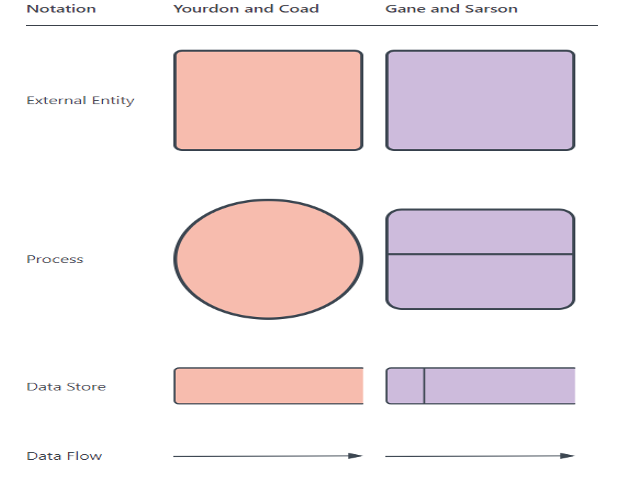 Notation Yourdon and Coad Gane and Sarson
External Entity
Process
Data Store
Data Flow